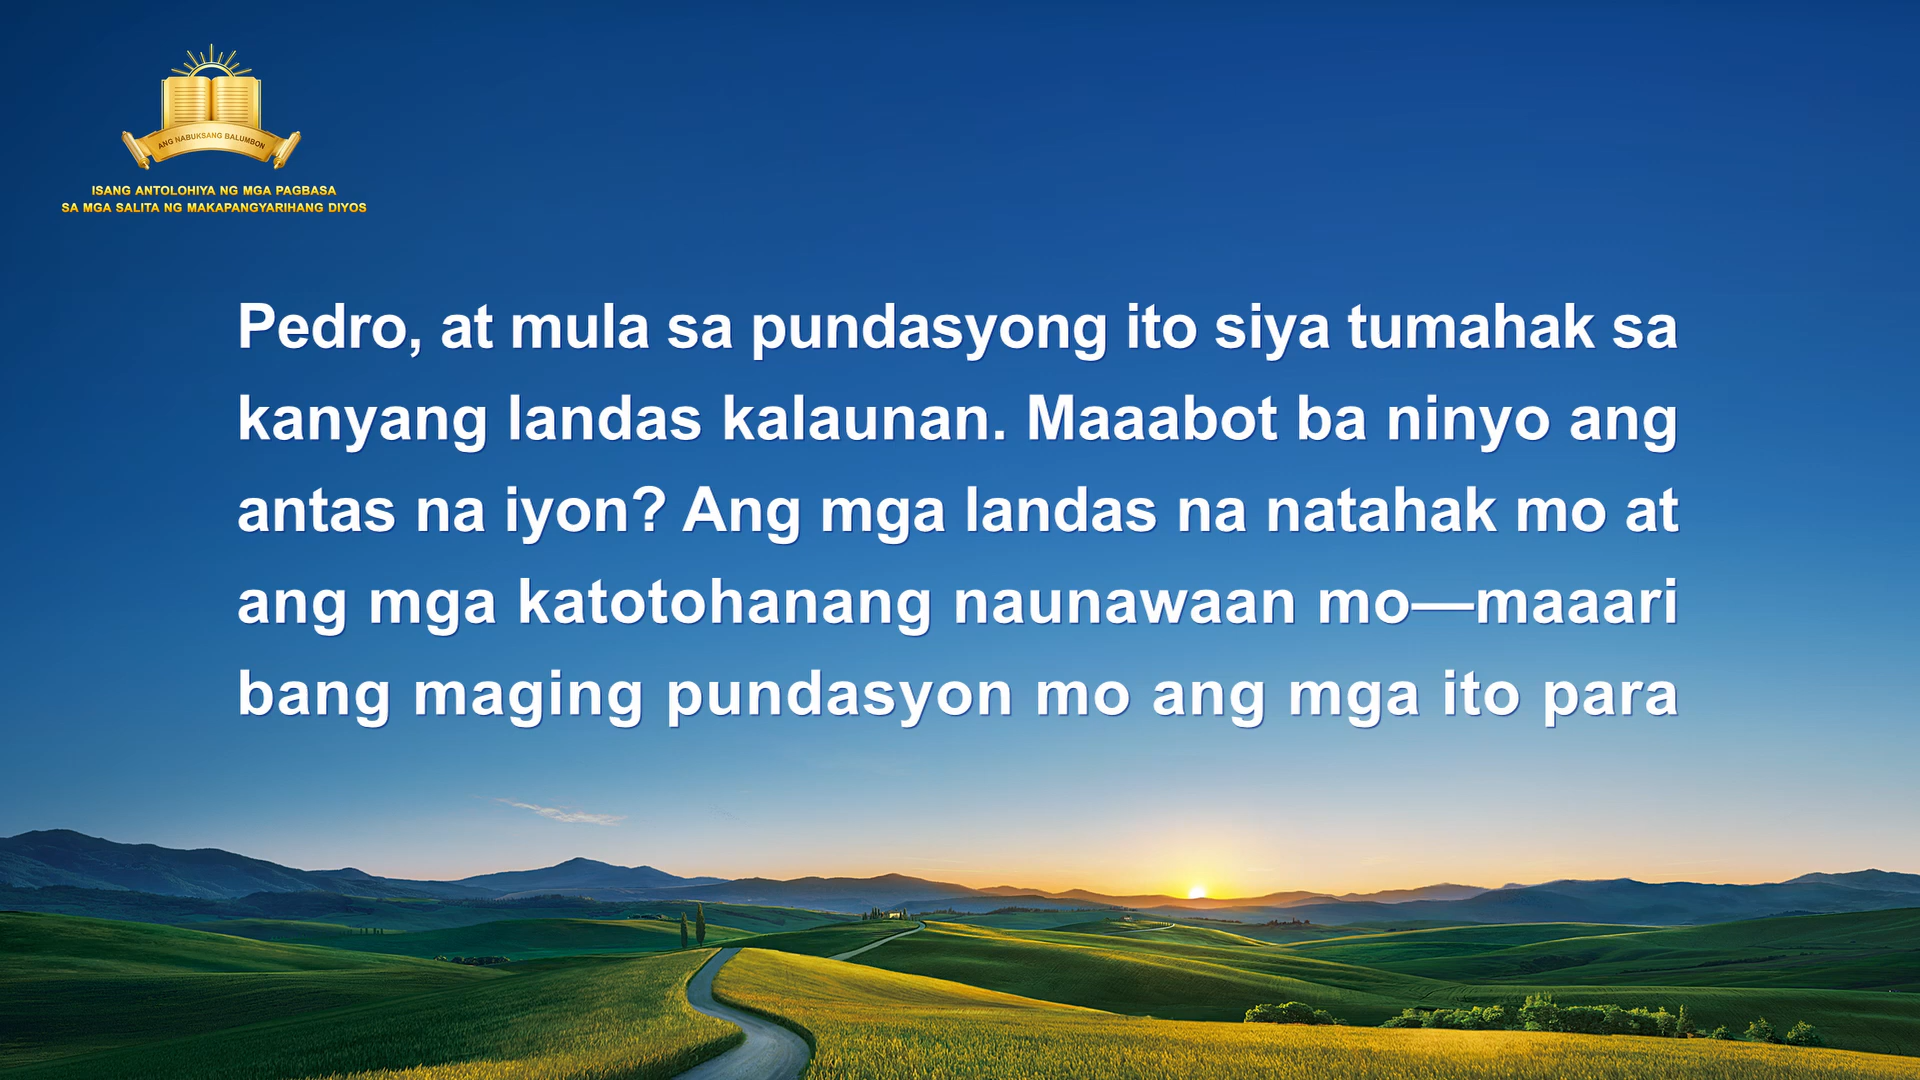 ANG NABUKSANG BALUMBON
ISANG ANTOLOHIYA NG MGA PAGBASA
SA MGA SALITA NG MAKAPANGYARIHANG DIYOS
Pedro, at mula sa pundasyong ito siya tumahak sa
kanyang landas kalaunan. Maaabot ba ninyo ang
antas na iyon? Ang mga landas na natahak mo at
ang mga katotohanang naunawaan mo—maaari
bang maging pundasyon mo ang mga ito para